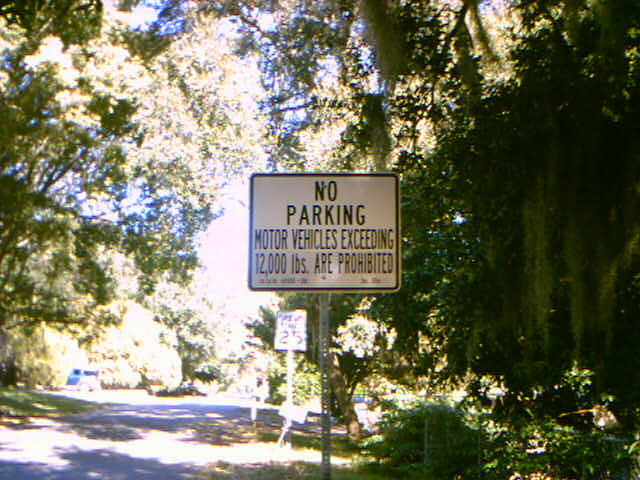 NO
PARKING
MOTOR VEHICLES EXCEEDING
12,000 lbs. ARE PROHIBITED
25